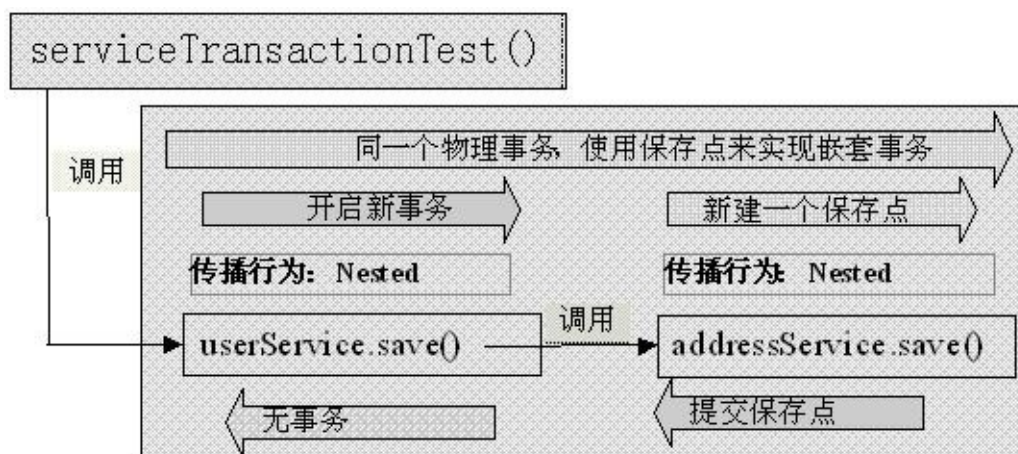 serviceTransactionTest()
调用
同一个物理事务, 使用保存点来实现嵌套事务
开启新事务
新建一个保存点
传播行为: Nested
传播行为: Nested
userService.save()
调用
addressService.save()
无事务
提交保存点